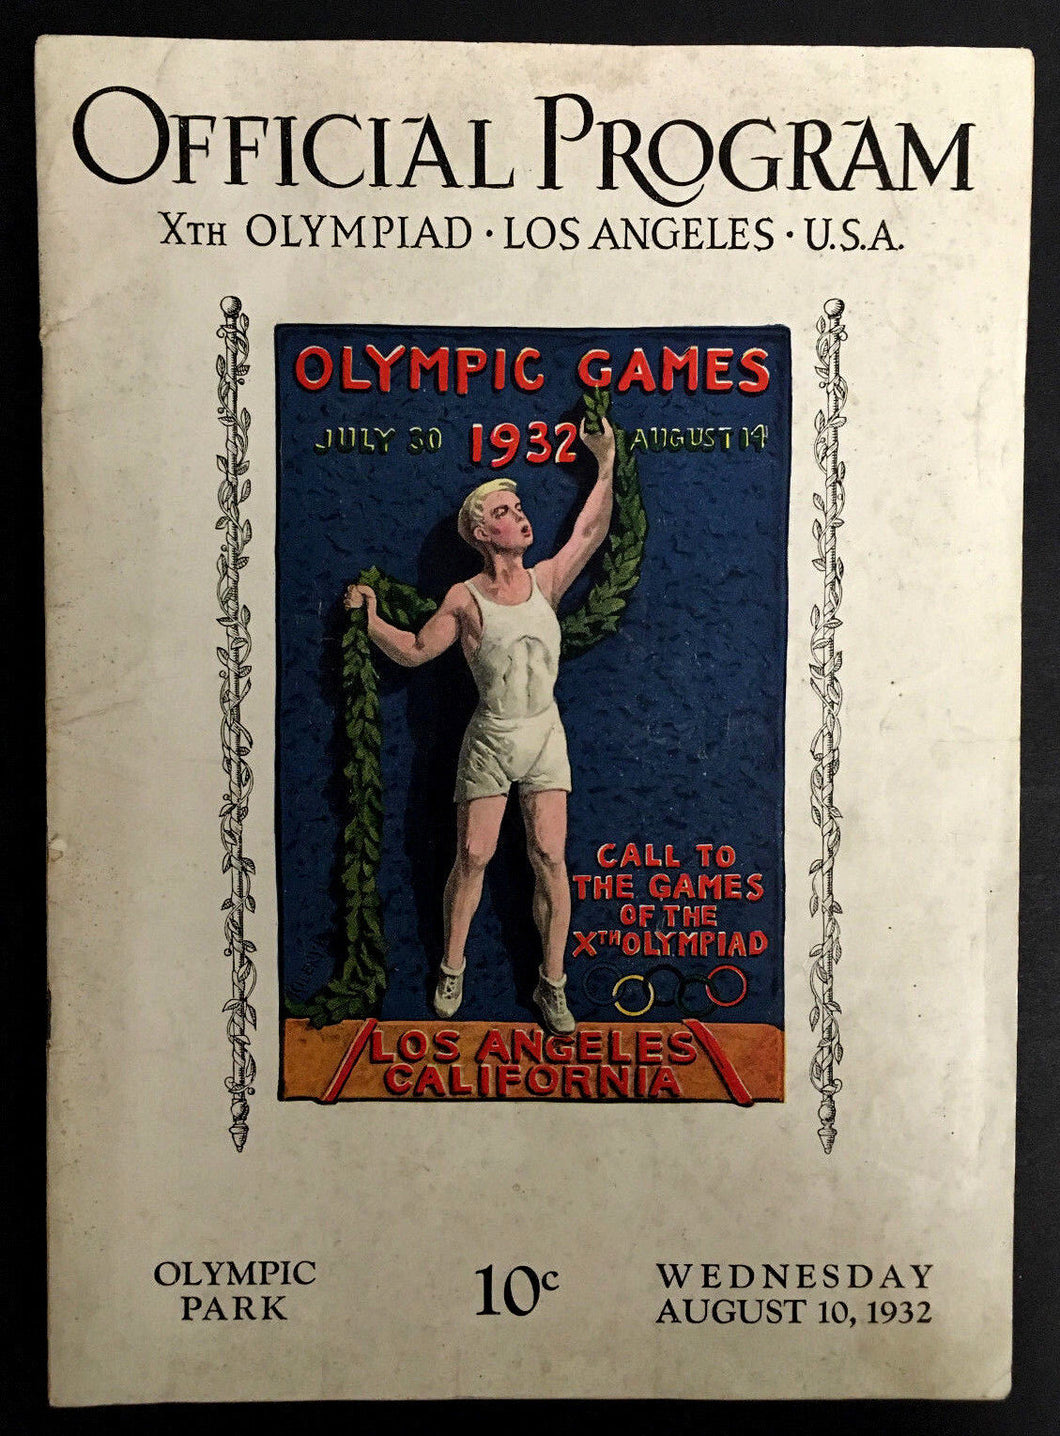 OFFICIAL PROGRAM
XTH OLYMPIAD · LOS ANGELES · U.S.A.
OLYMPIC GAMES
JULY 30 1932 AUGUST 14
CALL TO
THE GAMES
OF THE
XTH OLYMPIAD
LOS ANGELES
CALIFORNIA
OLYMPIC
PARK
10c
WEDNESDAY
AUGUST 10, 1932